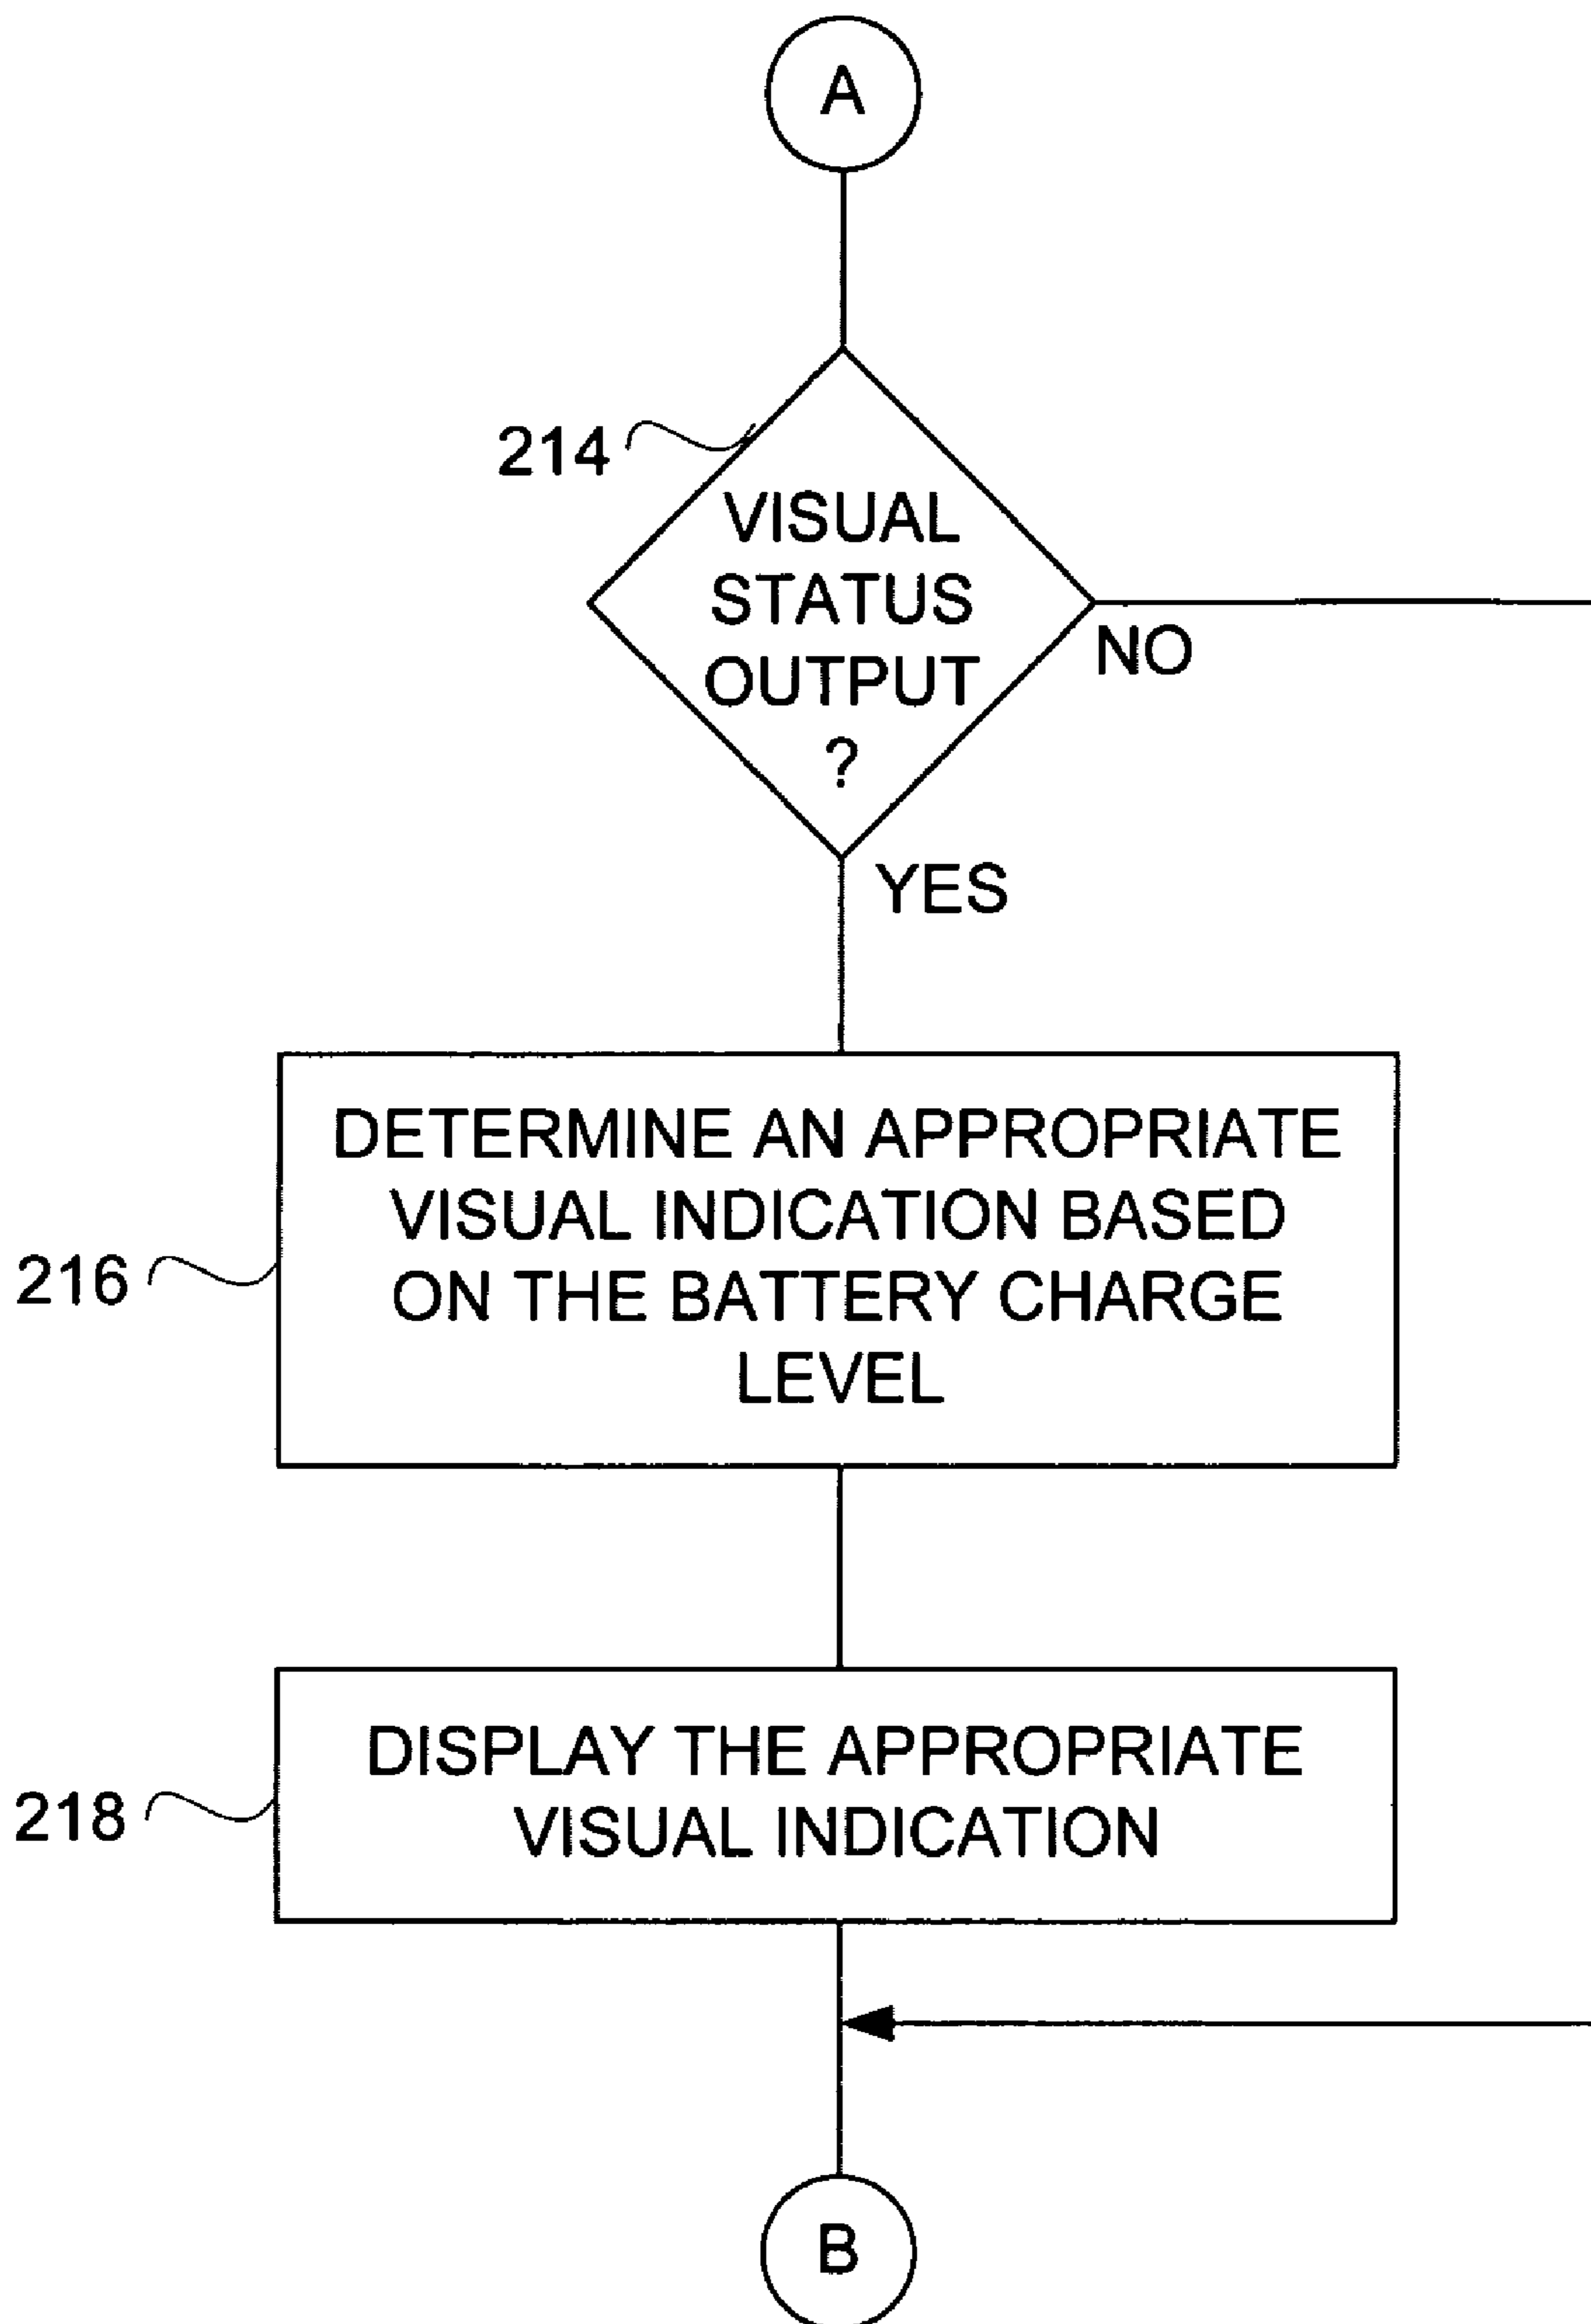 A
214
VISUAL
STATUS
OUTPUT
?
NO
YES
216
DETERMINE AN APPROPRIATE
VISUAL INDICATION BASED
ON THE BATTERY CHARGE
LEVEL
218
DISPLAY THE APPROPRIATE
VISUAL INDICATION
B